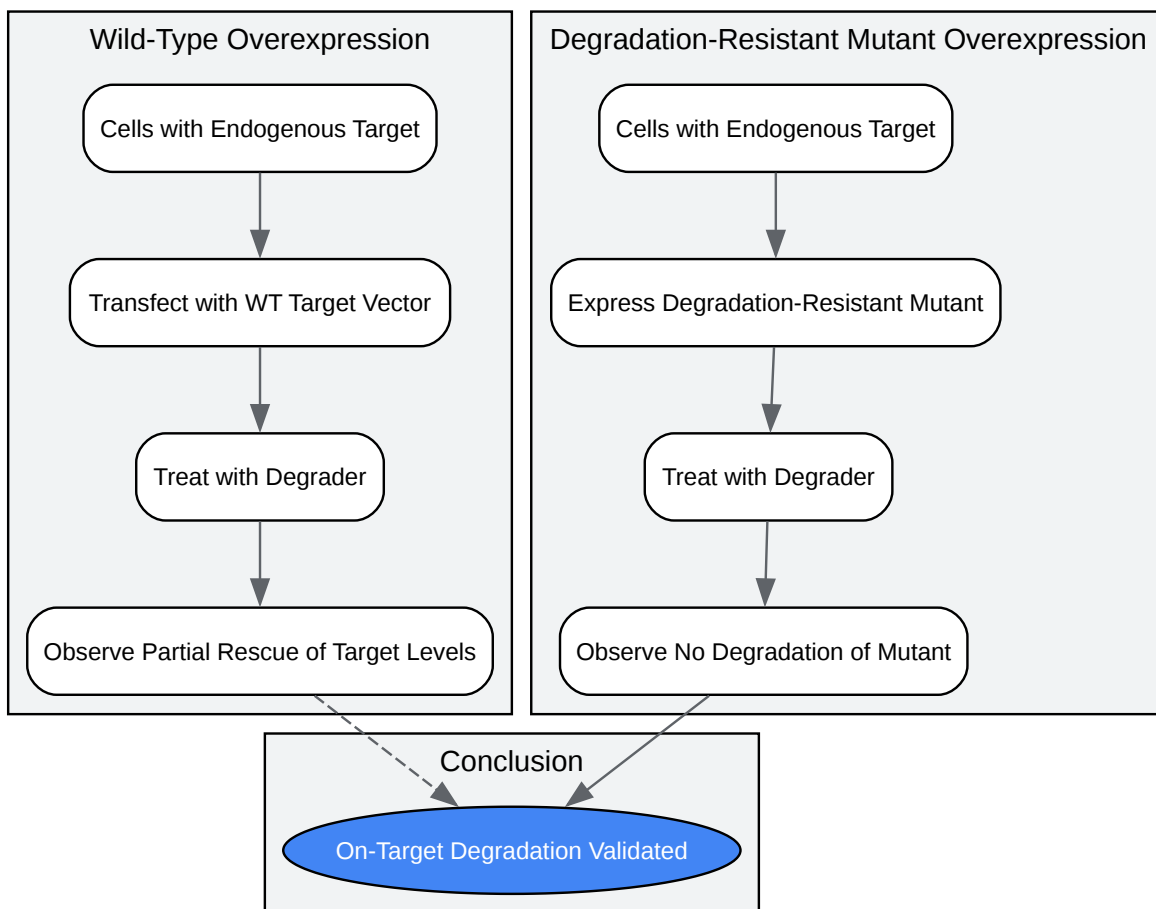 Wild-Type Overexpression
Cells with Endogenous Target
Transfect with WT Target Vector
Treat with Degrader
Observe Partial Rescue of Target Levels
Degradation-Resistant Mutant Overexpression
Cells with Endogenous Target
Express Degradation-Resistant Mutant
Treat with Degrader
Observe No Degradation of Mutant
Conclusion
On-Target Degradation Validated